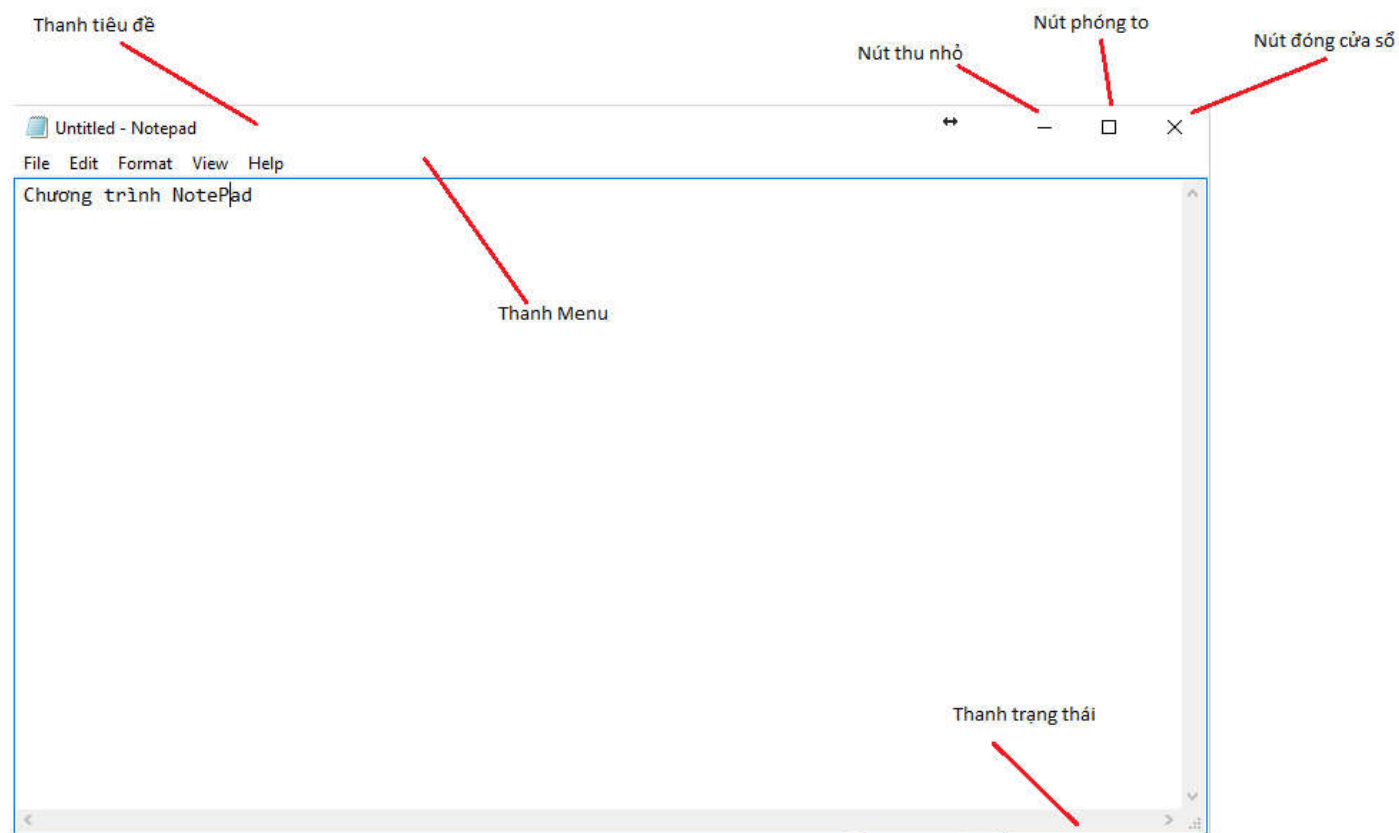 Thanh tiêu đề
Nút phóng to
Nút thu nhỏ
Nút đóng cửa sổ
Untitled - Notepad
File Edit Format View Help
Chương trình NotePad
Thanh Menu
Thanh trạng thái